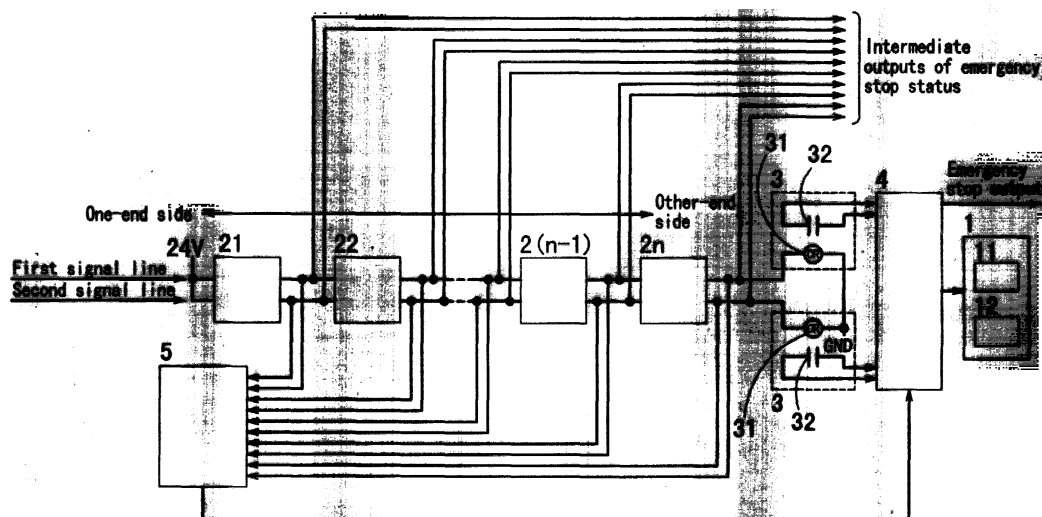 Intermediate
outputs of emergency
stop status
31
32
3
4
Emergency
stop output
One-end side
Other-end
side
24V
21
22
2(n-1)
2n
1
11
12
First signal line
Second signal line
5
CR
CR
GND
3
31
32